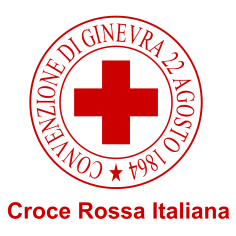 CONVENZIONE DI GINEVRA 22 AGOSTO 1864
Croce Rossa Italiana